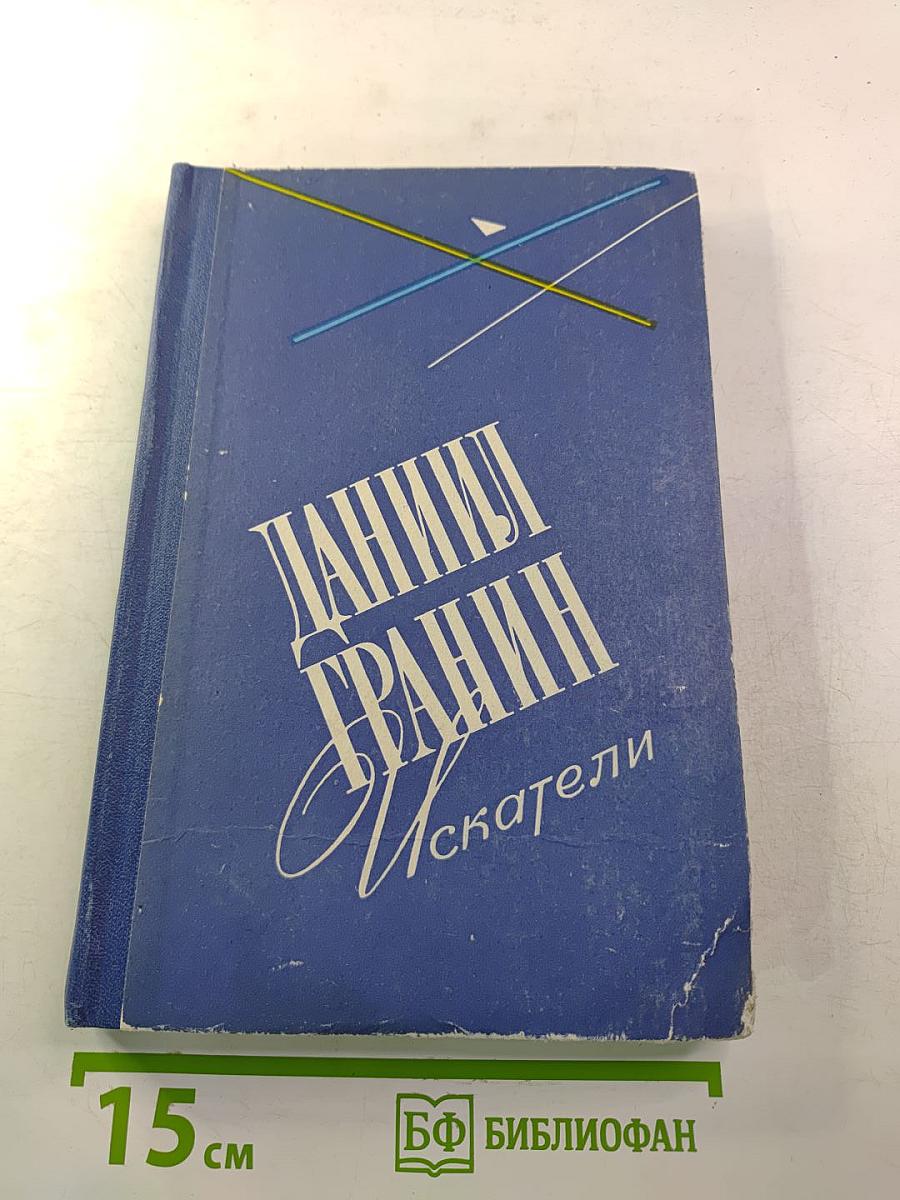 ДАНИИЛ
ГРАНИН
Искатели
15 см
БФ БИБЛИОФАН